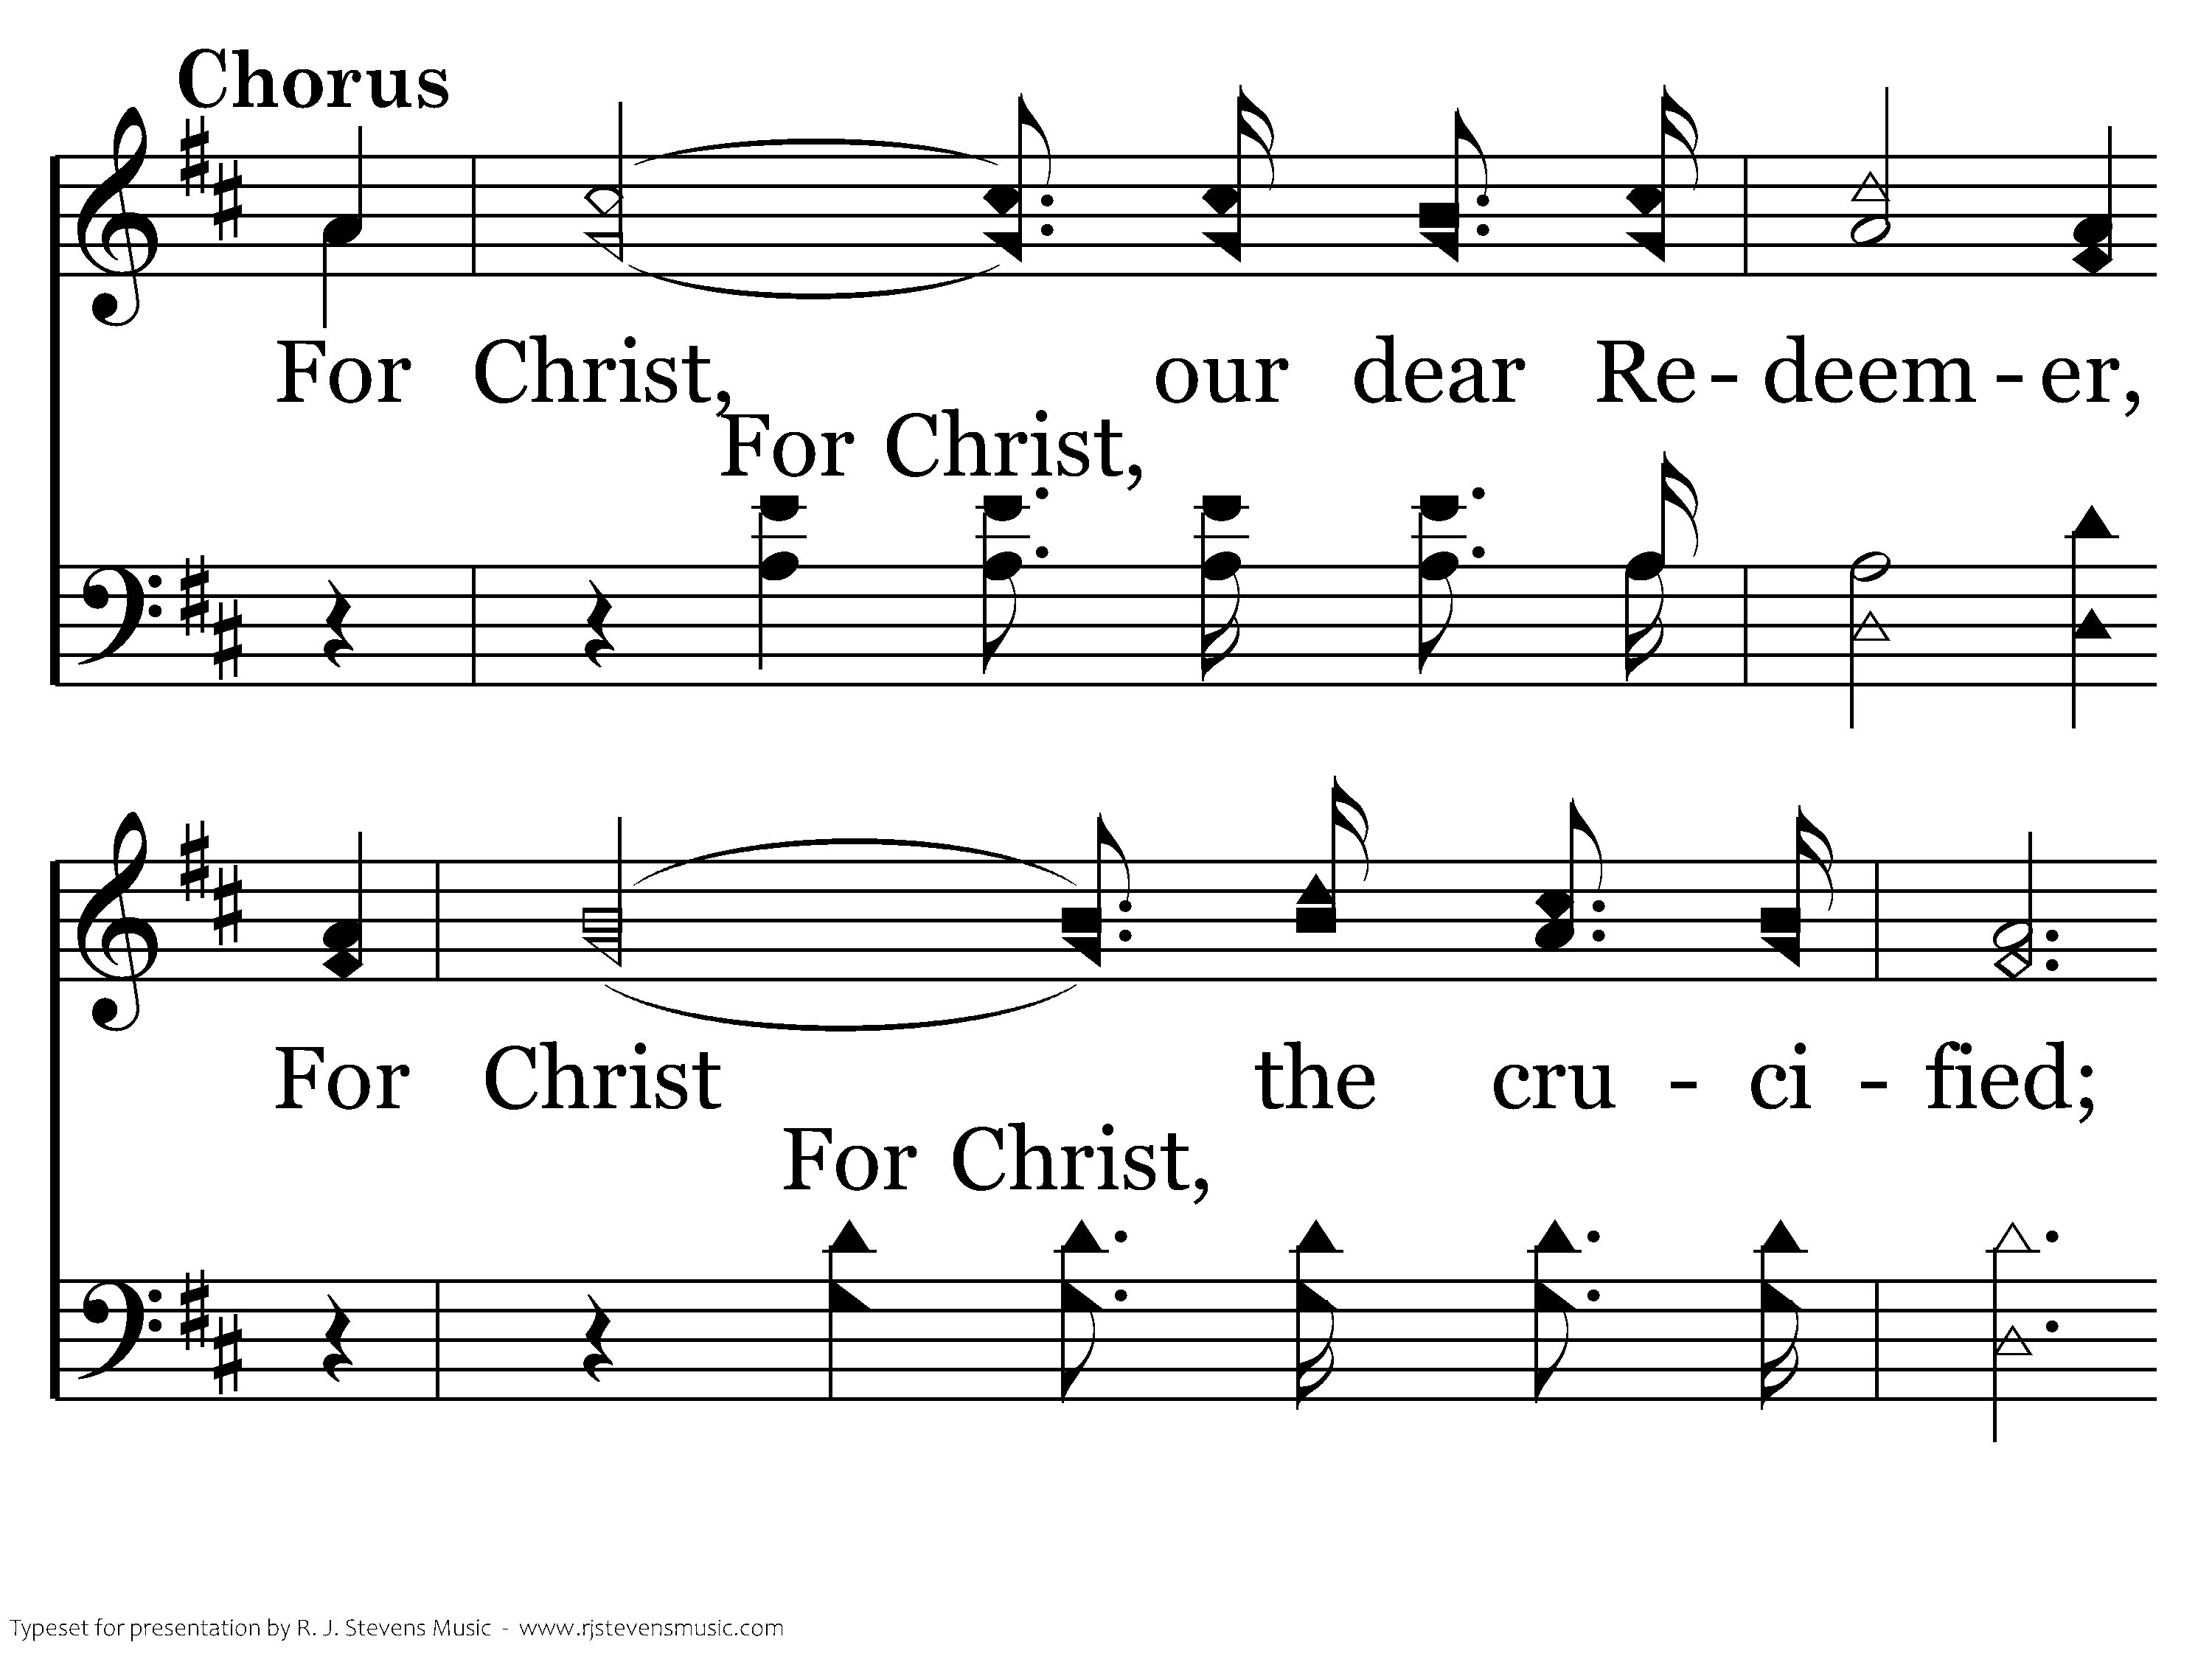 Chorus
For Christ, our dear Re - deem - er,
For Christ,
For Christ the cru - ci - fied;
For Christ,
Typeset for presentation by R. J. Stevens Music - www.rjstevensmusic.com